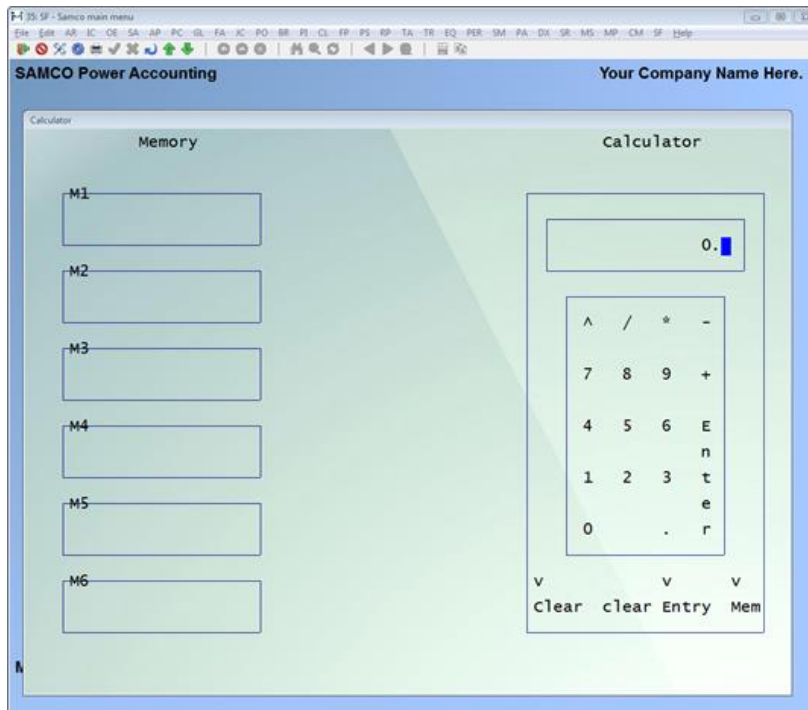 35: SF - Samco main menu
File Edit AR IC OE SA AP PC GL FA JC PO BR PJ CL FP PS RP TA TR EQ PER SM PA DX SR MS MP CM SF Help
SAMCO Power Accounting Your Company Name Here.
Calculator
Memory Calculator
M1
0.
M2
^ / * -
M3
7 8 9 +
M4
4 5 6 Enter
1 2 3
M5
0 .
M6
v v v
Clear clear Entry Mem
M